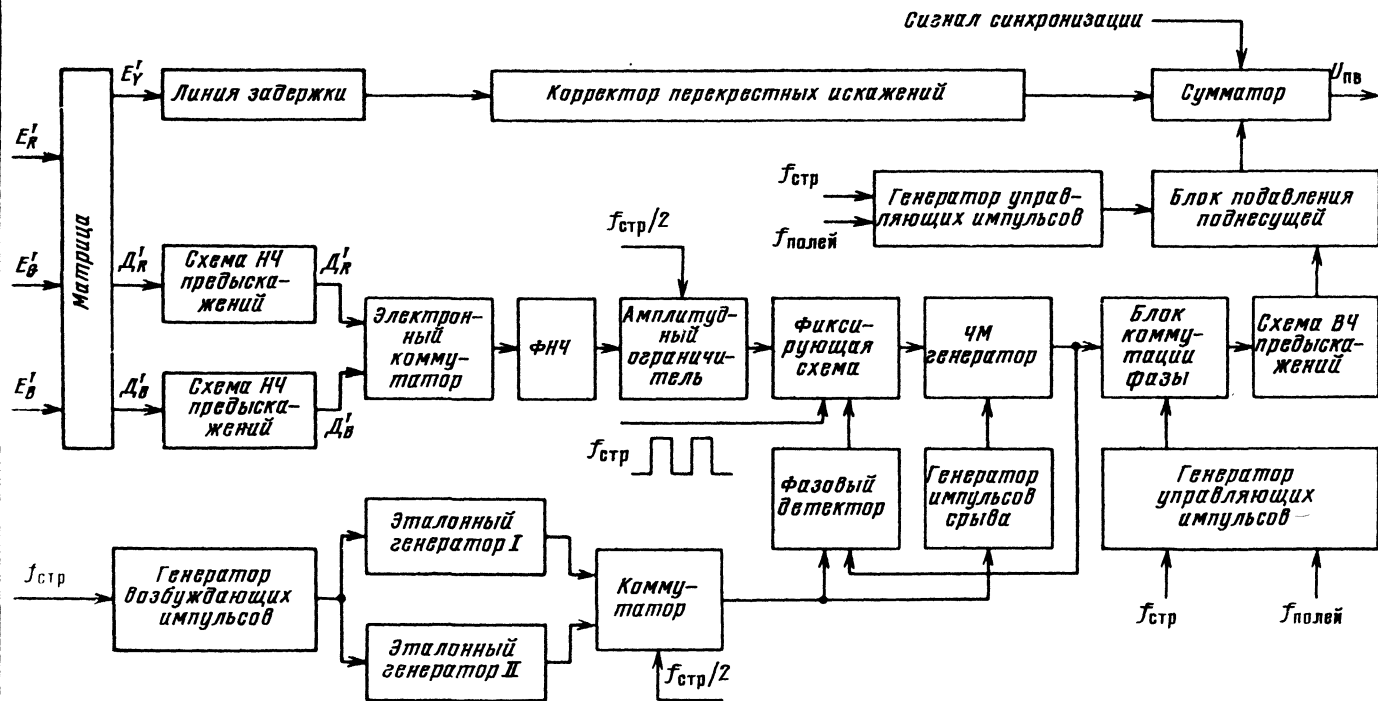 Сигнал синхронизации
E'Y
Линия задержки
Корректор перекрестных искажений
Сумматор
Uпв
E'R
Матрица
fстр
Генератор управ-
ляющих импульсов
fполей
Блок подавления
поднесущей
fстр/2
E'G
Д'R
Схема НЧ
предыска-
жений
Д'R
Электрон-
ный
комму-
татор
ФНЧ
Амплитуд-
ный
ограничи-
тель
Фикси-
рующая
схема
ЧМ
генератор
Блок
комму-
тации
фазы
Схема ВЧ
предыска-
жений
E'B
Д'B
Схема НЧ
предыска-
жений
Д'B
fстр
Фазовый
детектор
Генератор
импульсов
срыва
Генератор
управляющих
импульсов
fстр
Генератор
возбуждающих
импульсов
Эталонный
генератор I
Комму-
татор
Эталонный
генератор II
fстр/2
fстр
fполей